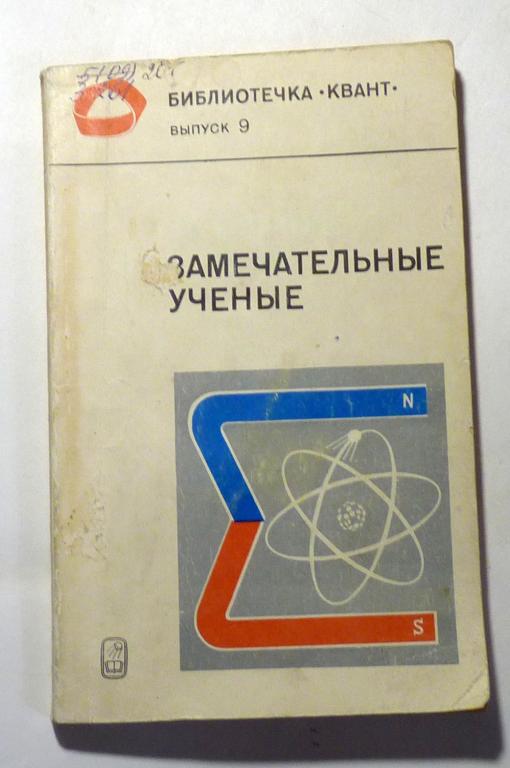 БИБЛИОТЕЧКА·КВАНТ·
ВЫПУСК 9
ЗАМЕЧАТЕЛЬНЫЕ
УЧЕНЫЕ
N
S